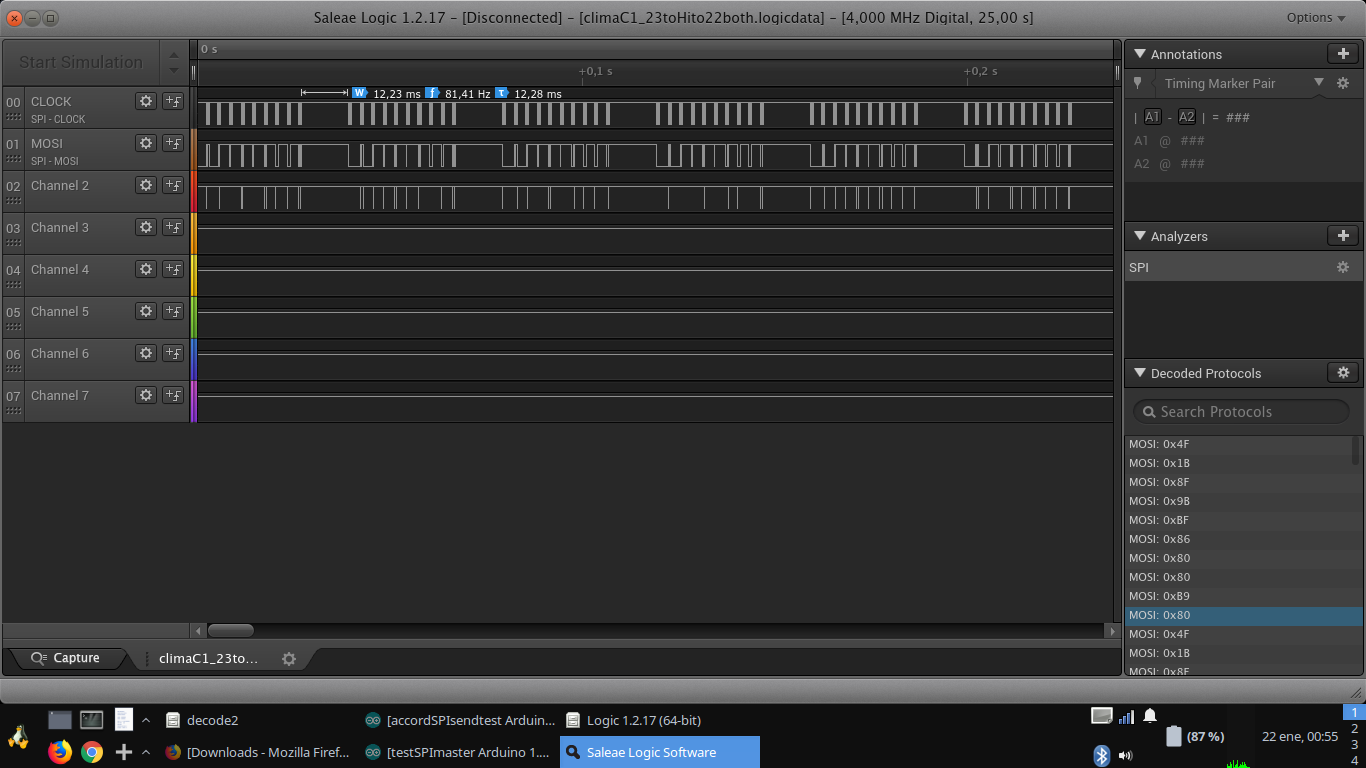 Saleae Logic 1.2.17 – [Disconnected] – [climaC1_23toHito22both.logicdata] – [4,000 MHz Digital, 25,00 s]
Options
Start Simulation
0 s
+0,1 s
+0,2 s
W 12,23 ms f 81,41 Hz T 12,28 ms
00 CLOCK
SPI - CLOCK
01 MOSI
SPI - MOSI
02 Channel 2
03 Channel 3
04 Channel 4
05 Channel 5
06 Channel 6
07 Channel 7
Annotations
Timing Marker Pair
| A1 - A2 | = ###
A1 @ ###
A2 @ ###
Analyzers
SPI
Decoded Protocols
Search Protocols
MOSI: 0x4F
MOSI: 0x1B
MOSI: 0x8F
MOSI: 0x9B
MOSI: 0xBF
MOSI: 0x86
MOSI: 0x80
MOSI: 0x80
MOSI: 0xB9
MOSI: 0x80
MOSI: 0x4F
MOSI: 0x1B
MOSI: 0x8F
Capture
climaC1_23to...
decode2
[accordSPIsendtest Arduin...
Logic 1.2.17 (64-bit)
[Downloads - Mozilla Firef...
[testSPImaster Arduino 1....
Saleae Logic Software
(87 %)
22 ene, 00:55
1
2
3
4